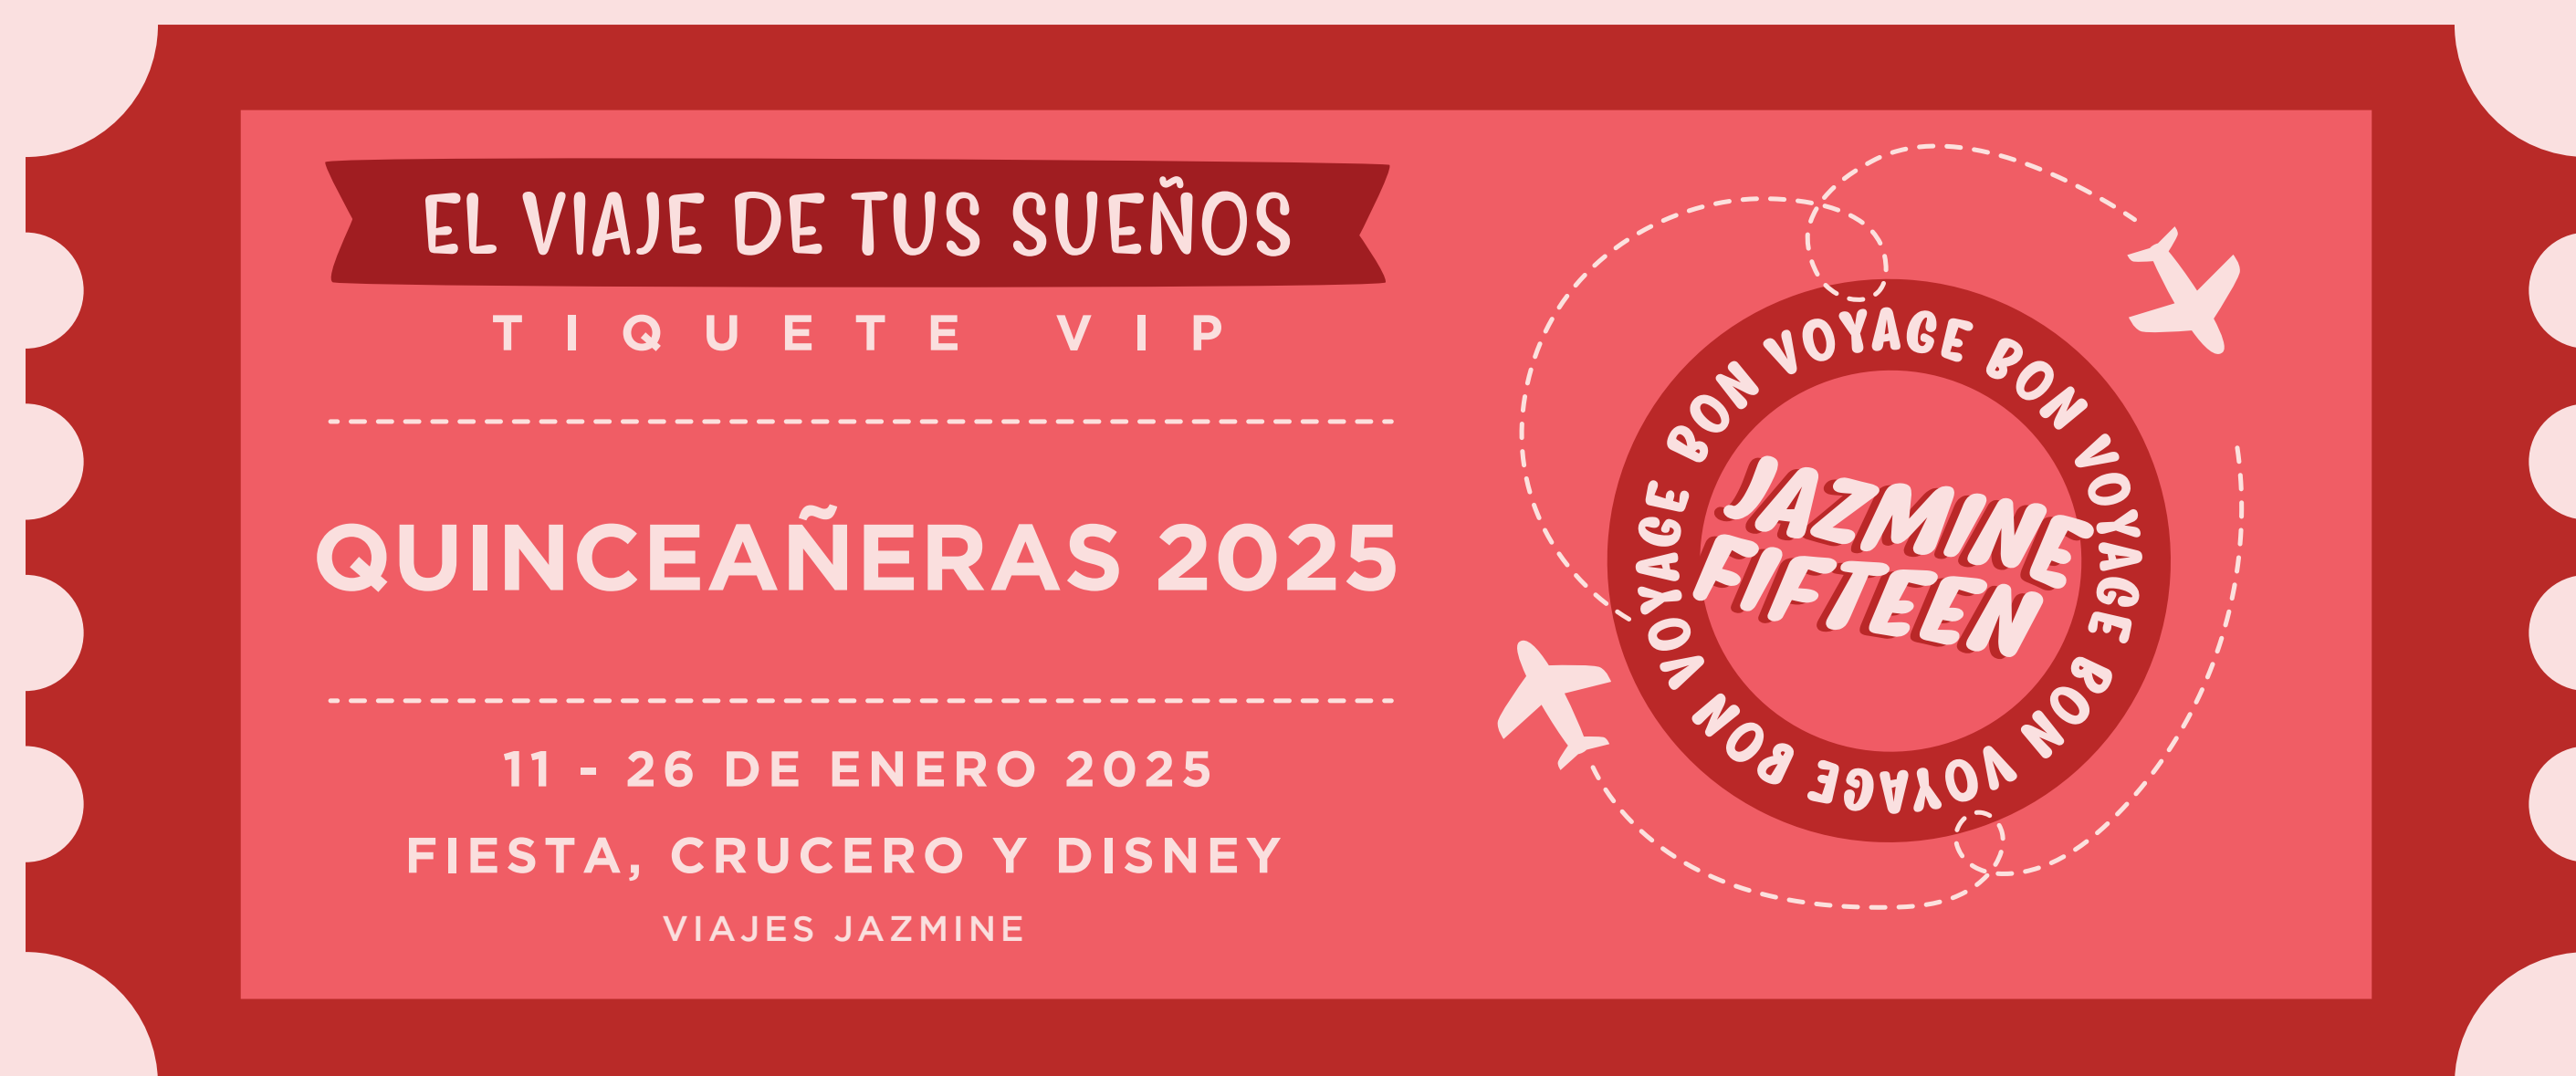 EL VIAJE DE TUS SUEÑOS
TIQUETE VIP
QUINCEAÑERAS 2025
11 - 26 DE ENERO 2025
FIESTA, CRUCERO Y DISNEY
VIAJES JAZMINE
BON VOYAGE BON VOYAGE BON VOYAGE BON VOYAGE
JAZMINE
FIFTEEN